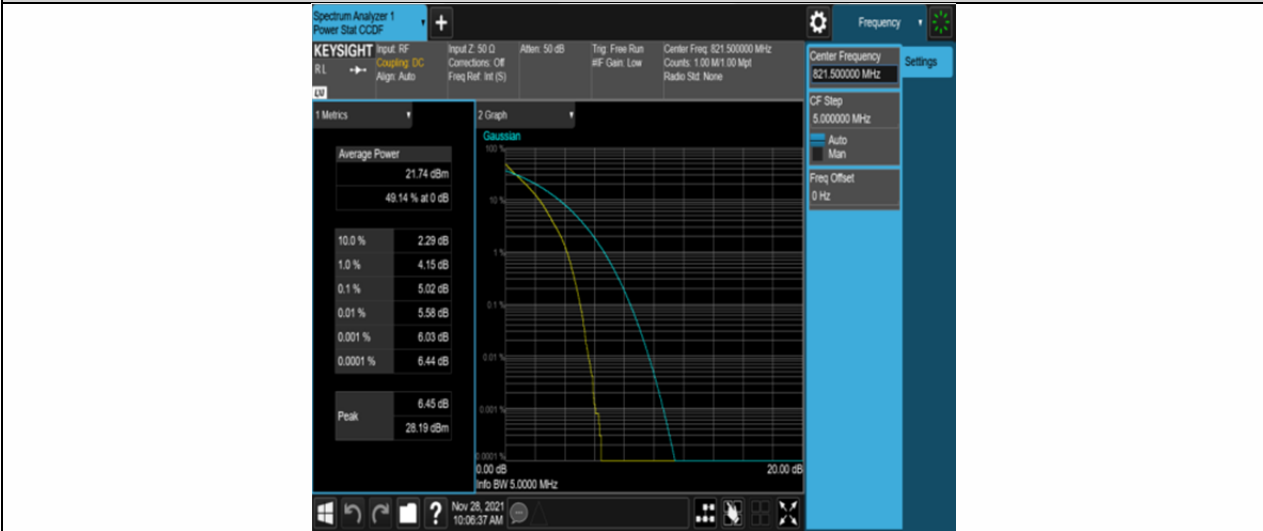 Spectrum Analyzer 1
Power Stat CCDF
Frequency
KEYSIGHT
Input: RF
Coupling: DC
Align: Auto
R L
LV
Input Z: 50 Ω
Corrections: Off
Freq Ref: Int (S)
Atten: 50 dB
Trig: Free Run
#IF Gain: Low
Center Freq: 821.500000 MHz
Counts: 1.00 M/1.00 Mpt
Radio Std: None
Center Frequency
821.500000 MHz
Settings
CF Step
5.000000 MHz
Auto
Man
Freq Offset
0 Hz
1 Metrics
Average Power
21.74 dBm
49.14 % at 0 dB
10.0 % 2.29 dB
1.0 % 4.15 dB
0.1 % 5.02 dB
0.01 % 5.58 dB
0.001 % 6.03 dB
0.0001 % 6.44 dB
Peak
6.45 dB
28.19 dBm
2 Graph
Gaussian
100 %
10 %
1 %
0.1 %
0.01 %
0.001 %
0.0001 %
0.00 dB
20.00 dB
Info BW 5.0000 MHz
?
Nov 28, 2021
10:06:37 AM